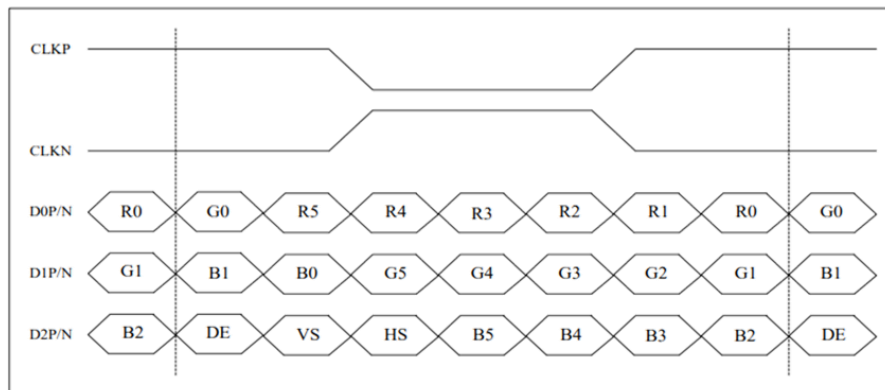 CLKP
CLKN
D0P/N R0 G0 R5 R4 R3 R2 R1 R0 G0
D1P/N G1 B1 B0 G5 G4 G3 G2 G1 B1
D2P/N B2 DE VS HS B5 B4 B3 B2 DE